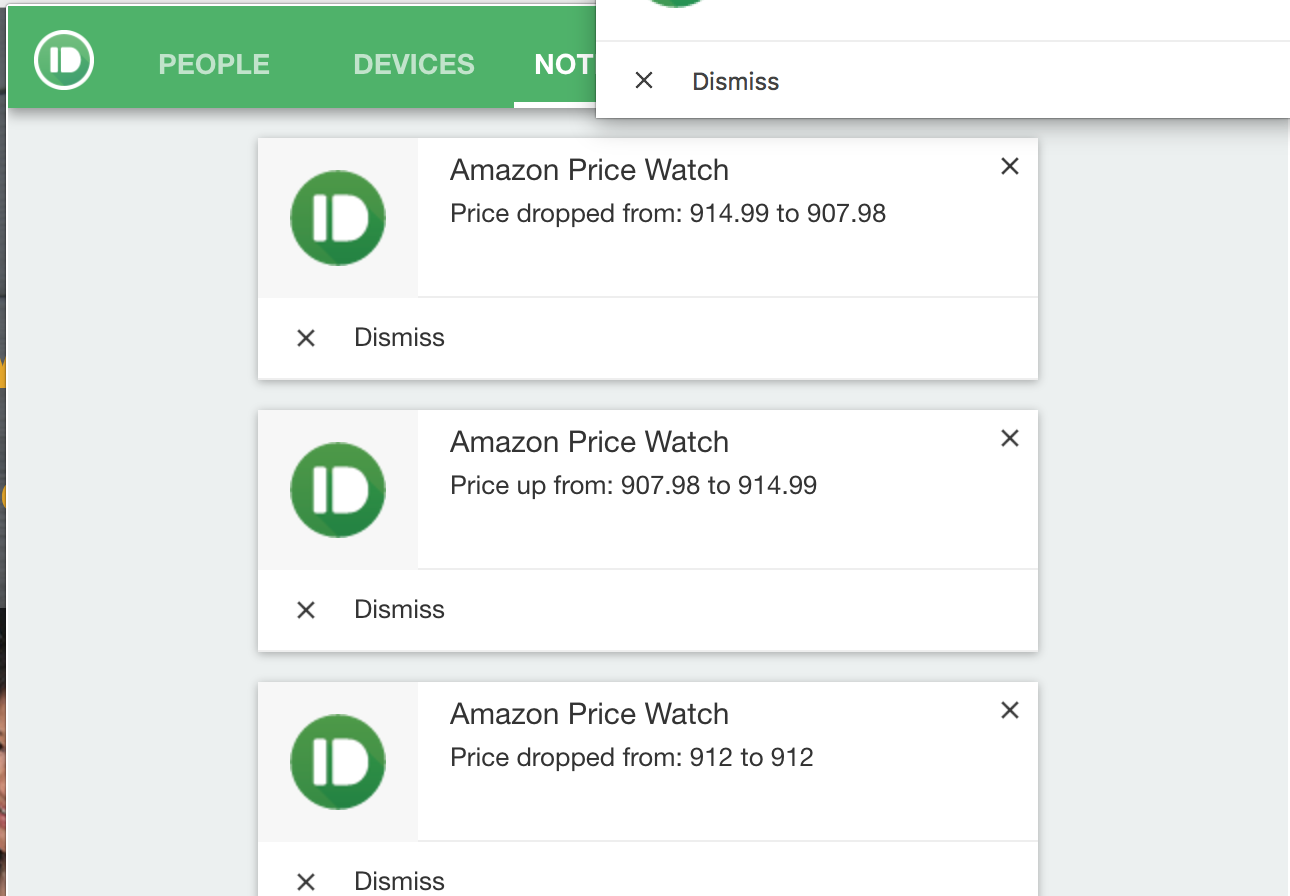 PEOPLE DEVICES NOT
Dismiss
Amazon Price Watch
Price dropped from: 914.99 to 907.98
Dismiss
Amazon Price Watch
Price up from: 907.98 to 914.99
Dismiss
Amazon Price Watch
Price dropped from: 912 to 912
Dismiss